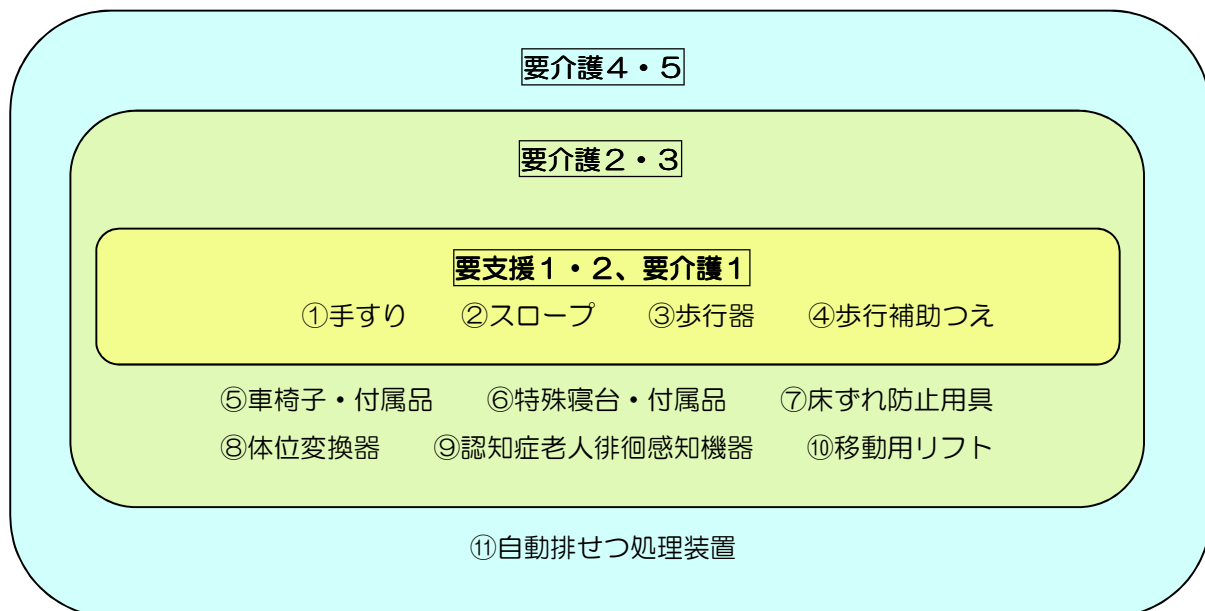 要介護４・５
要介護２・３
要支援１・２、要介護１
①手すり ②スロープ ③歩行器 ④歩行補助つえ
⑤車椅子・付属品 ⑥特殊寝台・付属品 ⑦床ずれ防止用具
⑧体位変換器 ⑨認知症老人徘徊感知機器 ⑩移動用リフト
⑪自動排せつ処理装置